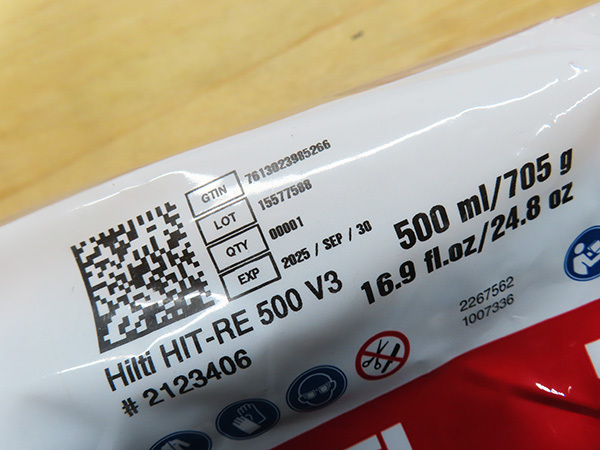 GTIN 7613023985266
LOT 15577588
QTY 00001
EXP 2025 / SEP / 30
Hilti HIT-RE 500 V3
# 2123406
500 ml/705 g
16.9 fl.oz/24.8 oz
2267562
1007336